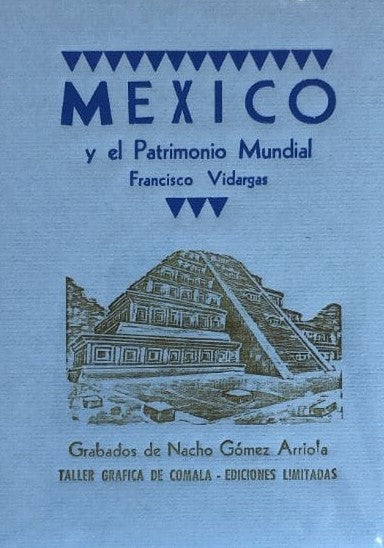 MEXICO
y el Patrimonio Mundial
Francisco Vidargas
Grabados de Nacho Gómez Arriola
TALLER GRAFICA DE COMALA - EDICIONES LIMITADAS